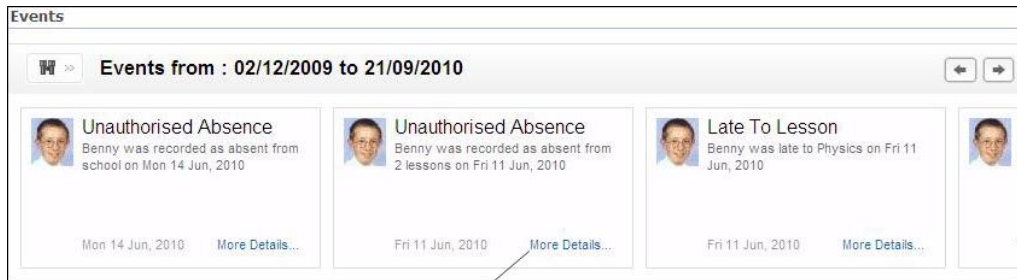 Events
Events from : 02/12/2009 to 21/09/2010
Unauthorised Absence
Benny was recorded as absent from
school on Mon 14 Jun, 2010
Mon 14 Jun, 2010 More Details...
Unauthorised Absence
Benny was recorded as absent from
2 lessons on Fri 11 Jun, 2010
Fri 11 Jun, 2010 More Details...
Late To Lesson
Benny was late to Physics on Fri 11
Jun, 2010
Fri 11 Jun, 2010 More Details...